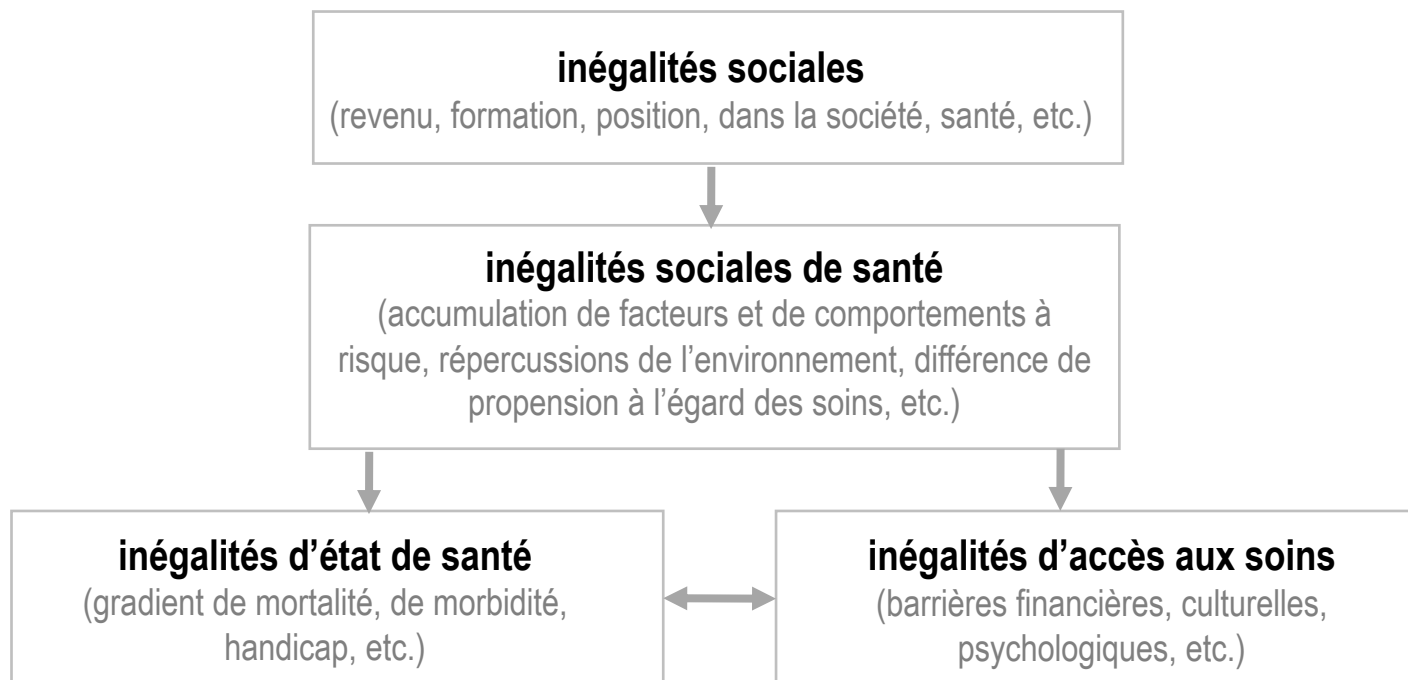 inégalités sociales
(revenu, formation, position, dans la société, santé, etc.)
inégalités sociales de santé
(accumulation de facteurs et de comportements à
risque, répercussions de l’environnement, différence de
propension à l’égard des soins, etc.)
inégalités d’état de santé
(gradient de mortalité, de morbidité,
handicap, etc.)
inégalités d’accès aux soins
(barrières financières, culturelles,
psychologiques, etc.)